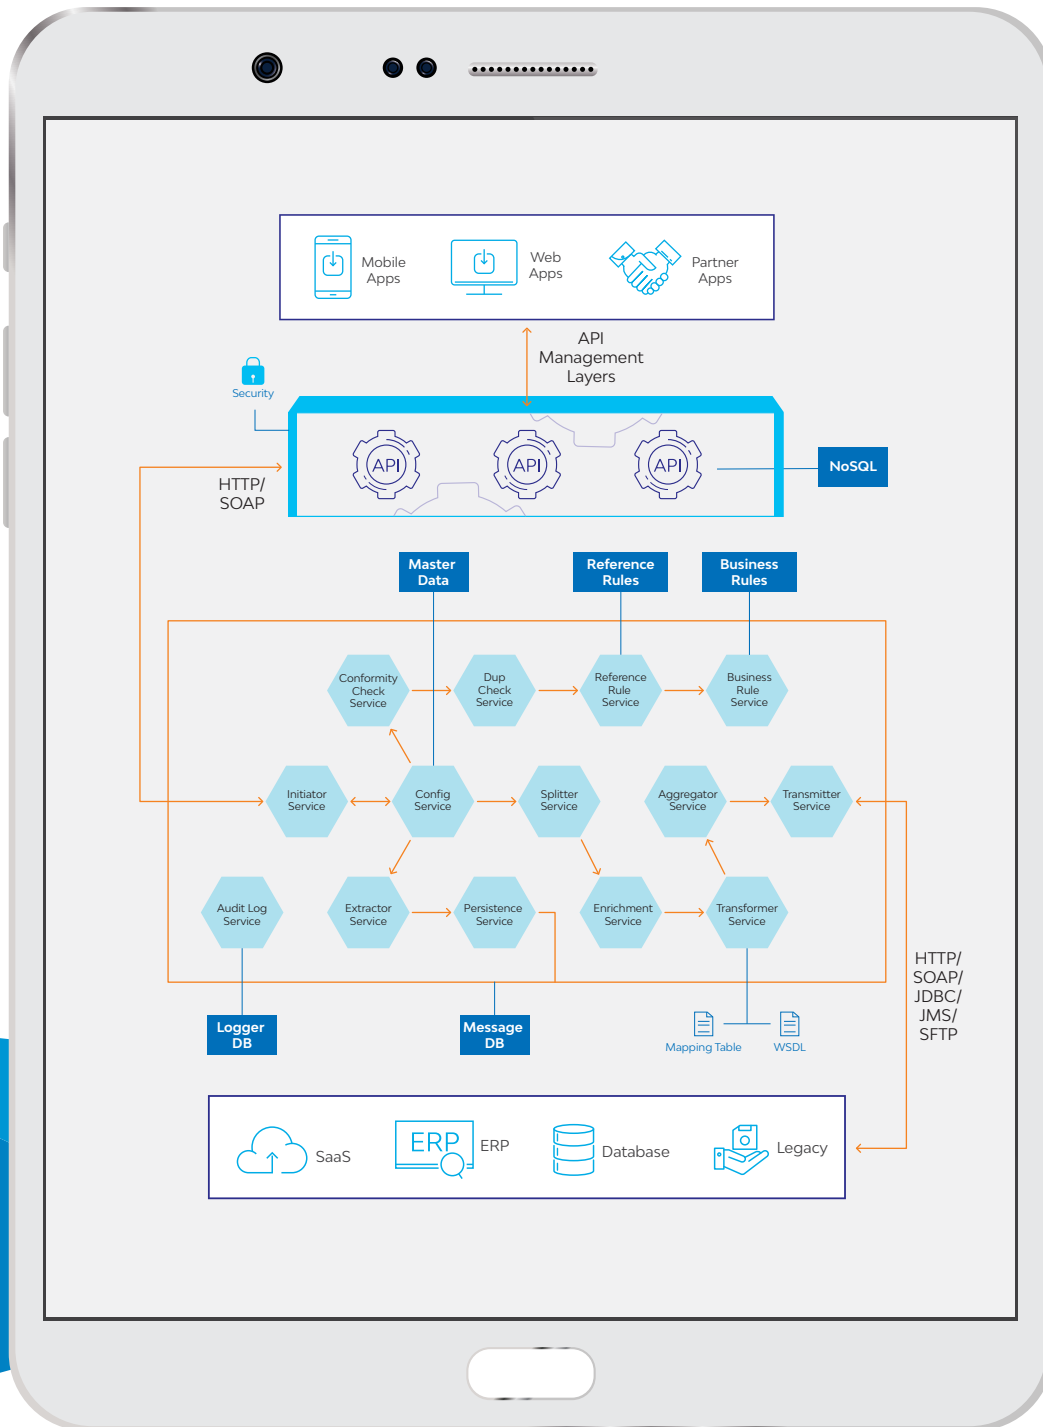 Mobile
Apps
Web
Apps
Partner
Apps
API
Management
Layers
Security
API
API
API
NoSQL
HTTP/
SOAP
Master
Data
Reference
Rules
Business
Rules
Conformity
Check
Service
Dup
Check
Service
Reference
Rule
Service
Business
Rule
Service
Initiator
Service
Config
Service
Splitter
Service
Aggregator
Service
Transmitter
Service
Audit Log
Service
Extractor
Service
Persistence
Service
Enrichment
Service
Transformer
Service
HTTP/
SOAP/
JDBC/
JMS/
SFTP
Logger
DB
Message
DB
Mapping Table
WSDL
SaaS
ERP
ERP
Database
Legacy